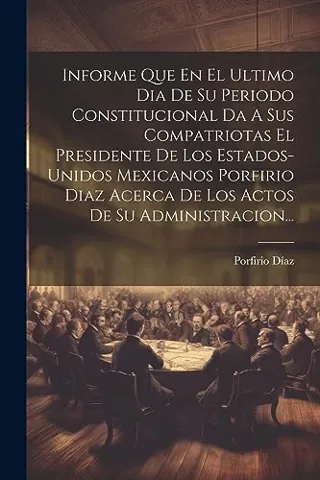 Informe Que En El Ultimo
Dia De Su Periodo
Constitucional Da A Sus
Compatriotas El
Presidente De Los Estados-
Unidos Mexicanos Porfirio
Diaz Acerca De Los Actos
De Su Administracion...
Porfirio Díaz